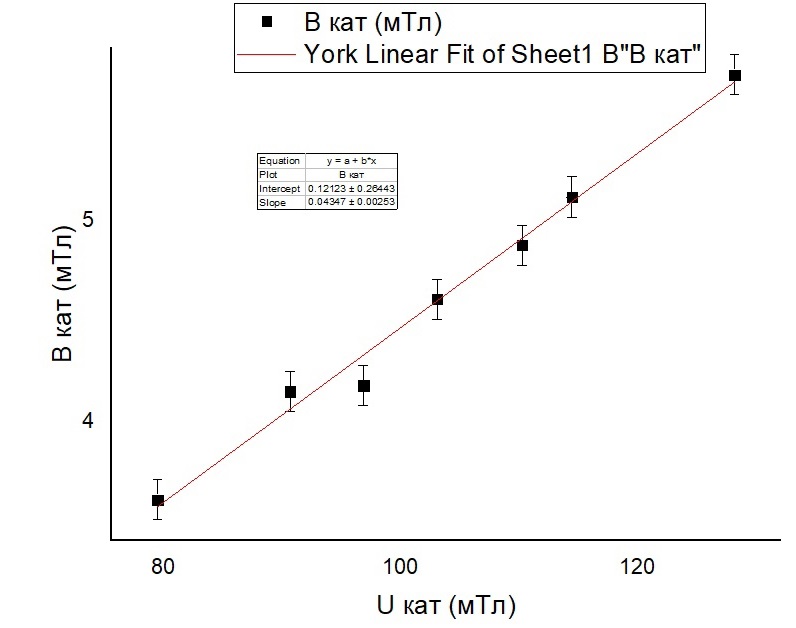 В кат (мТл)
York Linear Fit of Sheet1 B"В кат"
Equation y = a + b*x
Plot В кат
Intercept 0.12123 ± 0.26443
Slope 0.04347 ± 0.00253
5
4
В кат (мТл)
80 100 120
U кат (мТл)